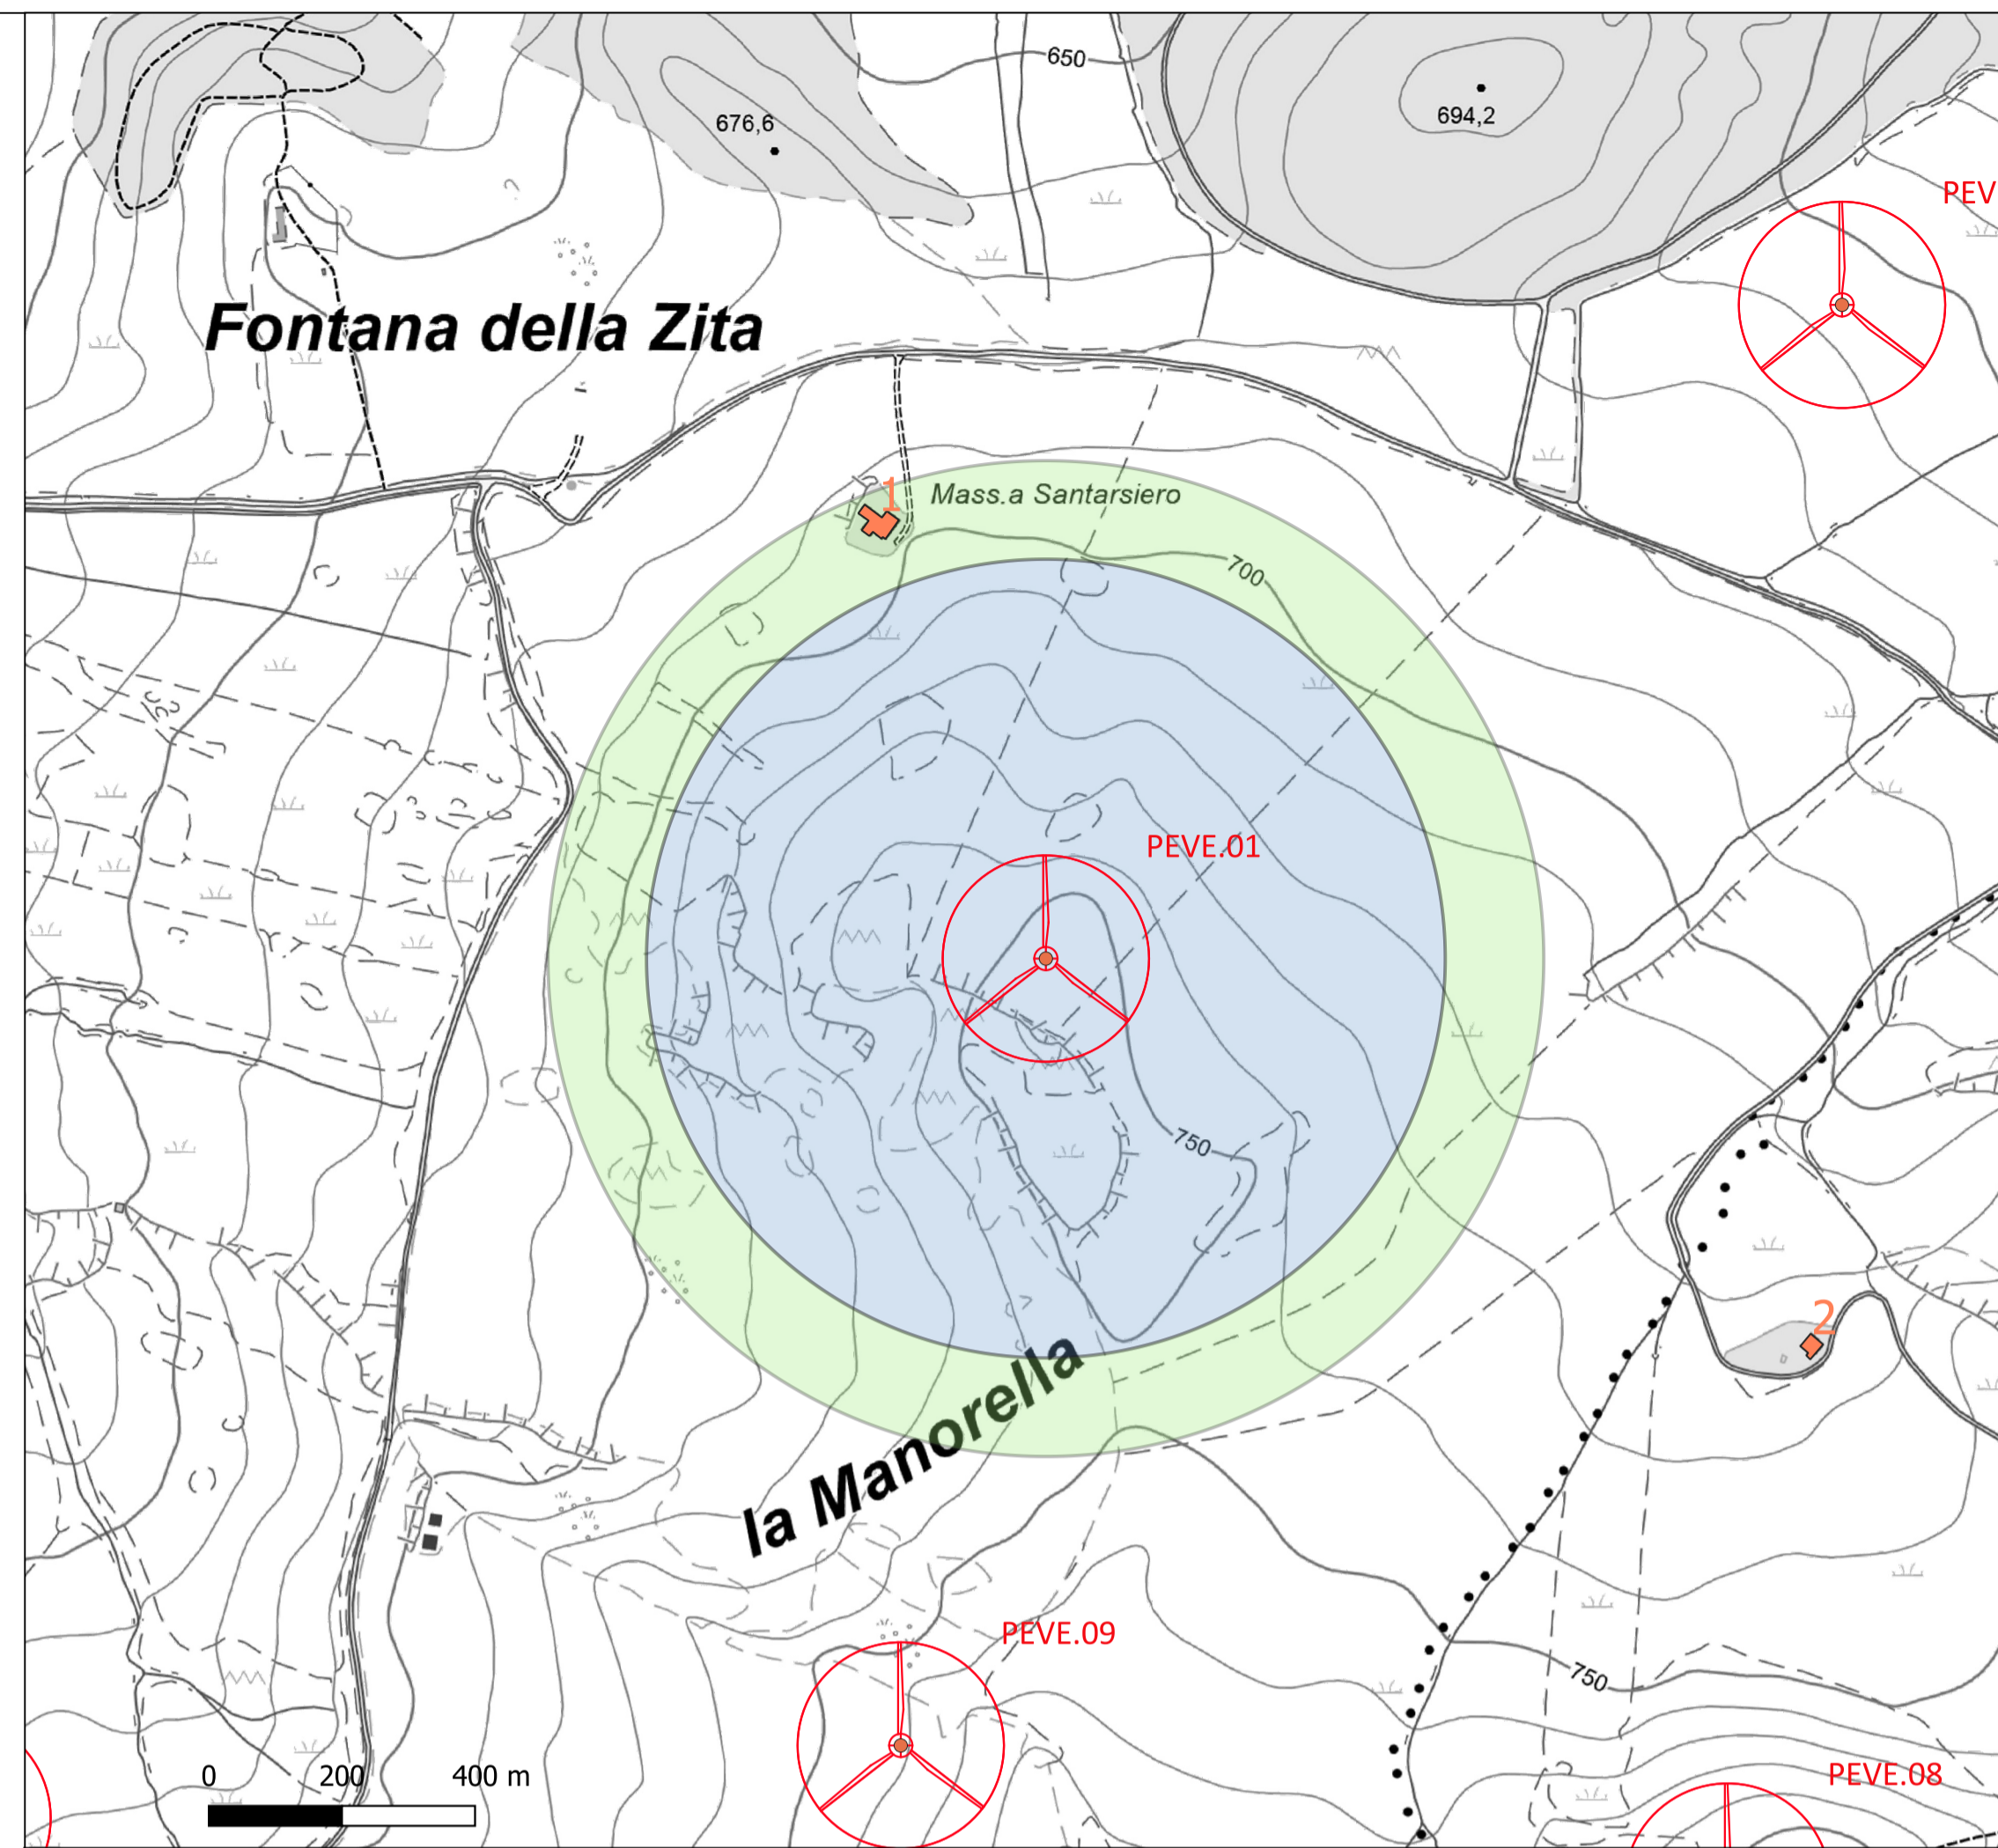 650
676,6
694,2
PEV
Fontana della Zita
1
Mass.a Santarsiero
700
PEVE.01
750
2
la Manorella
PEVE.09
750
PEVE.08
0 200 400 m